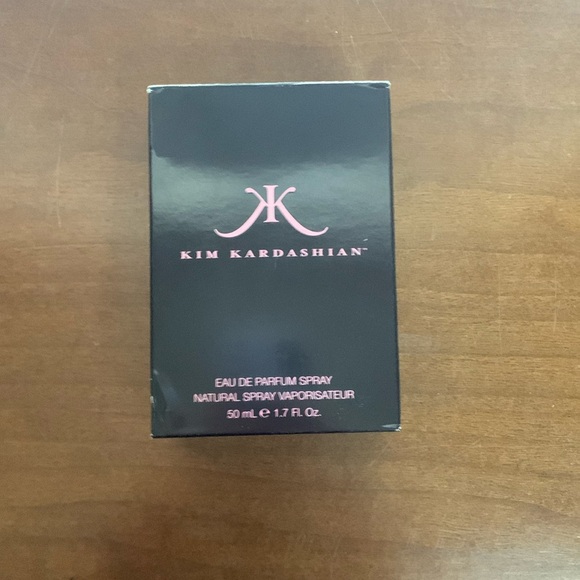 KK
KIM KARDASHIAN™
EAU DE PARFUM SPRAY
NATURAL SPRAY VAPORISATEUR
50 mL ℮ 1.7 Fl. Oz.